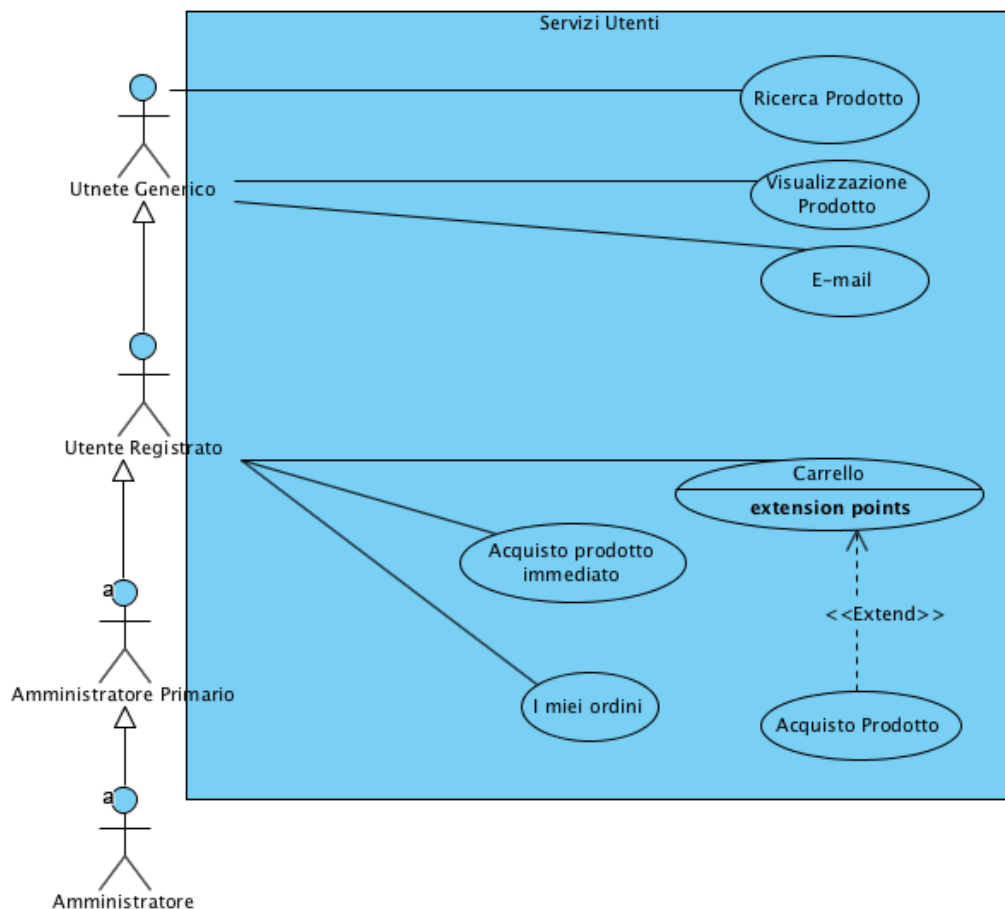 Servizi Utenti
Ricerca Prodotto
Utnete Generico
Visualizzazione
Prodotto
E-mail
Utente Registrato
Carrello
extension points
Acquisto prodotto
immediato
<<Extend>>
a
Amministratore Primario
I miei ordini
Acquisto Prodotto
a
Amministratore